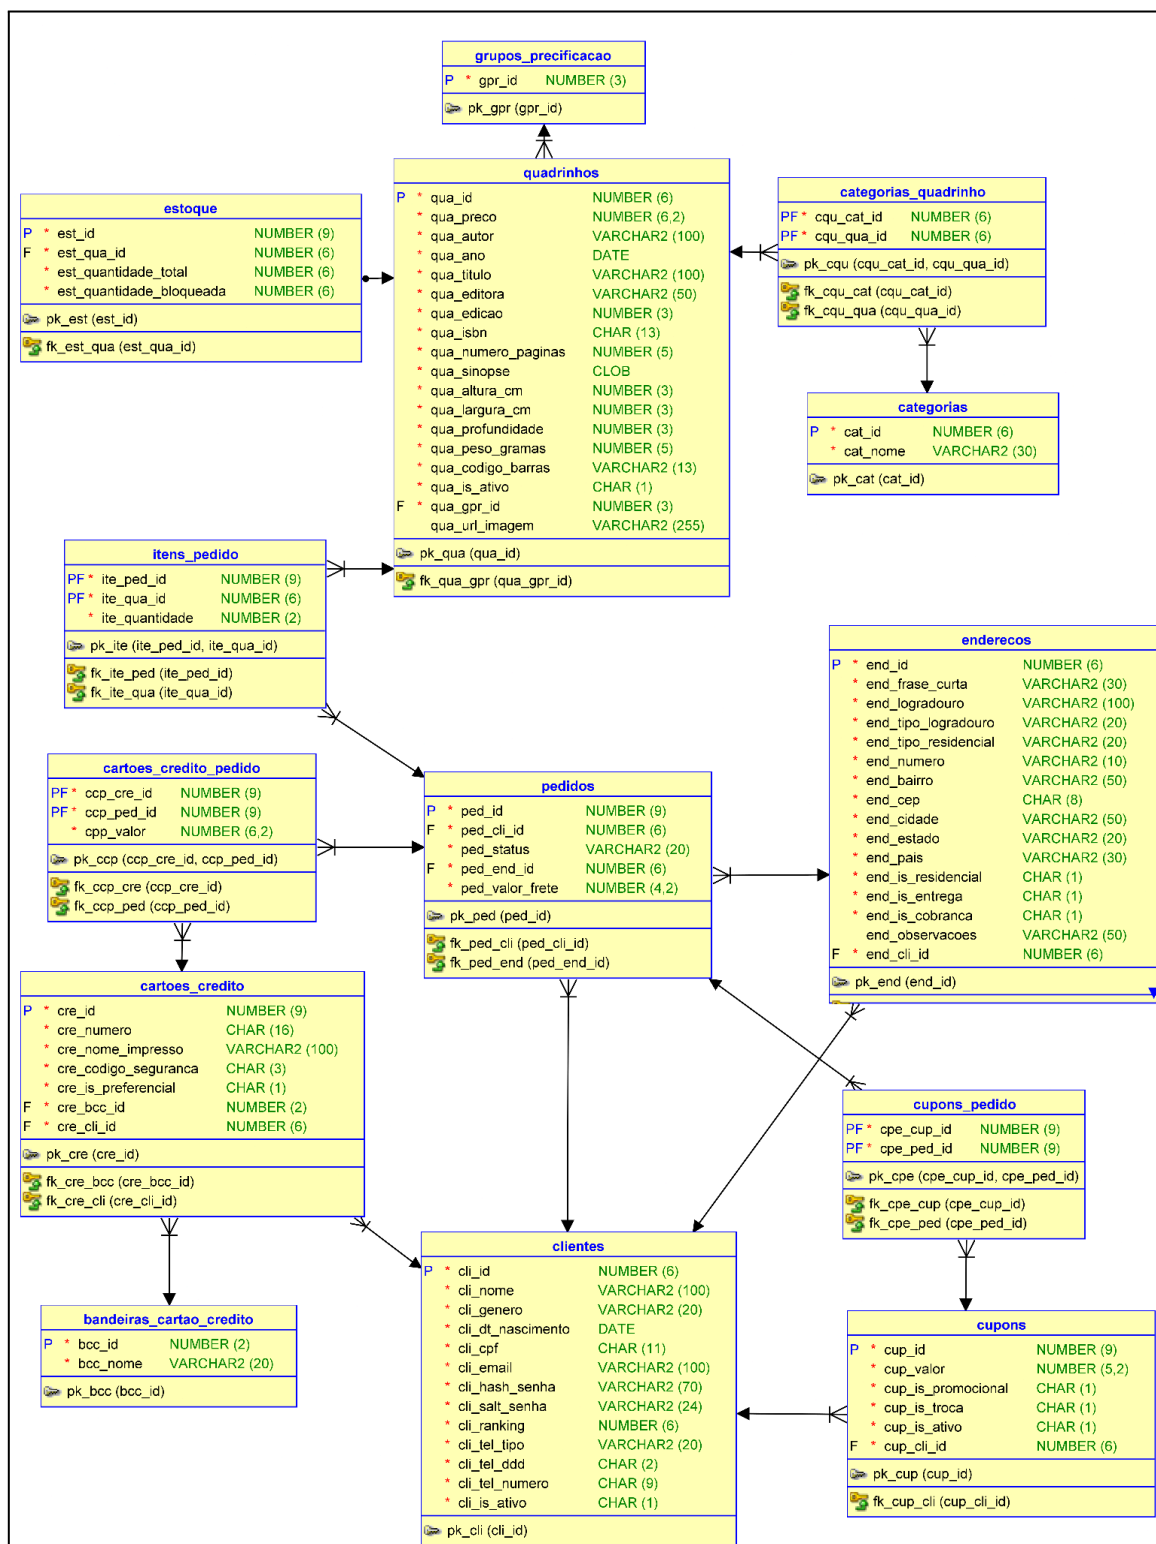 grupos_precificacao
P * gpr_id NUMBER (3)
pk_gpr (gpr_id)
quadrinhos
P * qua_id NUMBER (6)
* qua_preco NUMBER (6,2)
* qua_autor VARCHAR2 (100)
* qua_ano DATE
* qua_titulo VARCHAR2 (100)
* qua_editora VARCHAR2 (50)
* qua_edicao NUMBER (3)
* qua_isbn CHAR (13)
* qua_numero_paginas NUMBER (5)
* qua_sinopse CLOB
* qua_altura_cm NUMBER (3)
* qua_largura_cm NUMBER (3)
* qua_profundidade NUMBER (3)
* qua_peso_gramas NUMBER (5)
* qua_codigo_barras VARCHAR2 (13)
* qua_is_ativo CHAR (1)
F * qua_gpr_id NUMBER (3)
qua_url_imagem VARCHAR2 (255)
pk_qua (qua_id)
fk_qua_gpr (qua_gpr_id)
estoque
P * est_id NUMBER (9)
F * est_qua_id NUMBER (6)
* est_quantidade_total NUMBER (6)
* est_quantidade_bloqueada NUMBER (6)
pk_est (est_id)
fk_est_qua (est_qua_id)
categorias_quadrinho
PF * cqu_cat_id NUMBER (6)
PF * cqu_qua_id NUMBER (6)
pk_cqu (cqu_cat_id, cqu_qua_id)
fk_cqu_cat (cqu_cat_id)
fk_cqu_qua (cqu_qua_id)
categorias
P * cat_id NUMBER (6)
* cat_nome VARCHAR2 (30)
pk_cat (cat_id)
itens_pedido
PF * ite_ped_id NUMBER (9)
PF * ite_qua_id NUMBER (6)
* ite_quantidade NUMBER (2)
pk_ite (ite_ped_id, ite_qua_id)
fk_ite_ped (ite_ped_id)
fk_ite_qua (ite_qua_id)
enderecos
P * end_id NUMBER (6)
* end_frase_curta VARCHAR2 (30)
* end_logradouro VARCHAR2 (100)
* end_tipo_logradouro VARCHAR2 (20)
* end_tipo_residencial VARCHAR2 (20)
* end_numero VARCHAR2 (10)
* end_bairro VARCHAR2 (50)
* end_cep CHAR (8)
* end_cidade VARCHAR2 (50)
* end_estado VARCHAR2 (20)
* end_pais VARCHAR2 (30)
* end_is_residencial CHAR (1)
* end_is_entrega CHAR (1)
* end_is_cobranca CHAR (1)
end_observacoes VARCHAR2 (50)
F * end_cli_id NUMBER (6)
pk_end (end_id)
cartoes_credito_pedido
PF * ccp_cre_id NUMBER (9)
PF * ccp_ped_id NUMBER (9)
* cpp_valor NUMBER (6,2)
pk_ccp (ccp_cre_id, ccp_ped_id)
fk_ccp_cre (ccp_cre_id)
fk_ccp_ped (ccp_ped_id)
pedidos
P * ped_id NUMBER (9)
F * ped_cli_id NUMBER (6)
* ped_status VARCHAR2 (20)
F * ped_end_id NUMBER (6)
* ped_valor_frete NUMBER (4,2)
pk_ped (ped_id)
fk_ped_cli (ped_cli_id)
fk_ped_end (ped_end_id)
cartoes_credito
P * cre_id NUMBER (9)
* cre_numero CHAR (16)
* cre_nome_impresso VARCHAR2 (100)
* cre_codigo_seguranca CHAR (3)
* cre_is_preferencial CHAR (1)
F * cre_bcc_id NUMBER (2)
F * cre_cli_id NUMBER (6)
pk_cre (cre_id)
fk_cre_bcc (cre_bcc_id)
fk_cre_cli (cre_cli_id)
cupons_pedido
PF * cpe_cup_id NUMBER (9)
PF * cpe_ped_id NUMBER (9)
pk_cpe (cpe_cup_id, cpe_ped_id)
fk_cpe_cup (cpe_cup_id)
fk_cpe_ped (cpe_ped_id)
bandeiras_cartao_credito
P * bcc_id NUMBER (2)
* bcc_nome VARCHAR2 (20)
pk_bcc (bcc_id)
clientes
P * cli_id NUMBER (6)
* cli_nome VARCHAR2 (100)
* cli_genero VARCHAR2 (20)
* cli_dt_nascimento DATE
* cli_cpf CHAR (11)
* cli_email VARCHAR2 (100)
* cli_hash_senha VARCHAR2 (70)
* cli_salt_senha VARCHAR2 (24)
* cli_ranking NUMBER (6)
* cli_tel_tipo VARCHAR2 (20)
* cli_tel_ddd CHAR (2)
* cli_tel_numero CHAR (9)
* cli_is_ativo CHAR (1)
pk_cli (cli_id)
cupons
P * cup_id NUMBER (9)
* cup_valor NUMBER (5,2)
* cup_is_promocional CHAR (1)
* cup_is_troca CHAR (1)
* cup_is_ativo CHAR (1)
F * cup_cli_id NUMBER (6)
pk_cup (cup_id)
fk_cup_cli (cup_cli_id)